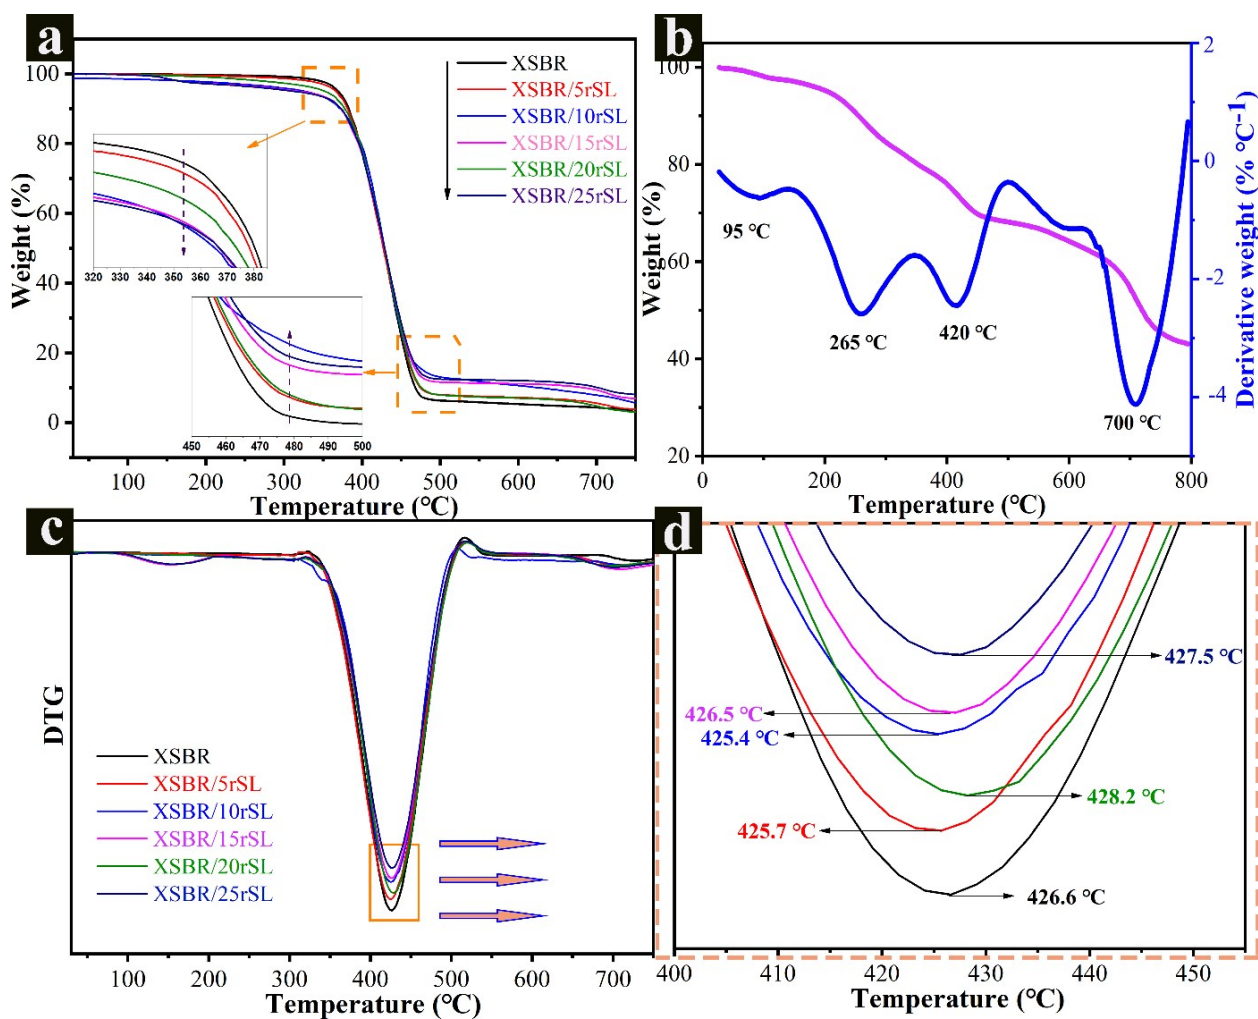 a
100
80
60
40
20
0
Weight (%)
XSBR
XSBR/5rSL
XSBR/10rSL
XSBR/15rSL
XSBR/20rSL
XSBR/25rSL
320 330 340 350 360 370 380
450 460 470 480 490 500
100 200 300 400 500 600 700
Temperature (℃)
b
100
80
60
40
20
Weight (%)
2
0
-2
-4
Derivative weight (% °C⁻¹)
95 ℃
265 ℃
420 ℃
700 ℃
0 200 400 600 800
Temperature (℃)
c
DTG
XSBR
XSBR/5rSL
XSBR/10rSL
XSBR/15rSL
XSBR/20rSL
XSBR/25rSL
100 200 300 400 500 600 700
Temperature (℃)
d
427.5 ℃
426.5 ℃
425.4 ℃
428.2 ℃
425.7 ℃
426.6 ℃
400 410 420 430 440 450
Temperature (℃)